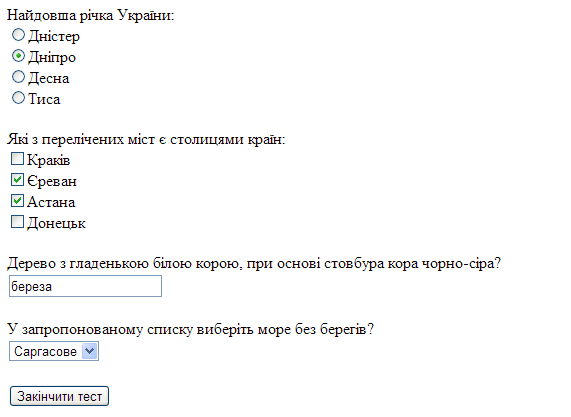 Найдовша річка України:
Дністер
Дніпро
Десна
Тиса
Які з перелічених міст є столицями країн:
Краків
Єреван
Астана
Донецьк
Дерево з гладенькою білою корою, при основі стовбура кора чорно-сіра?
береза
У запропонованому списку виберіть море без берегів?
Саргасове
Закінчити тест